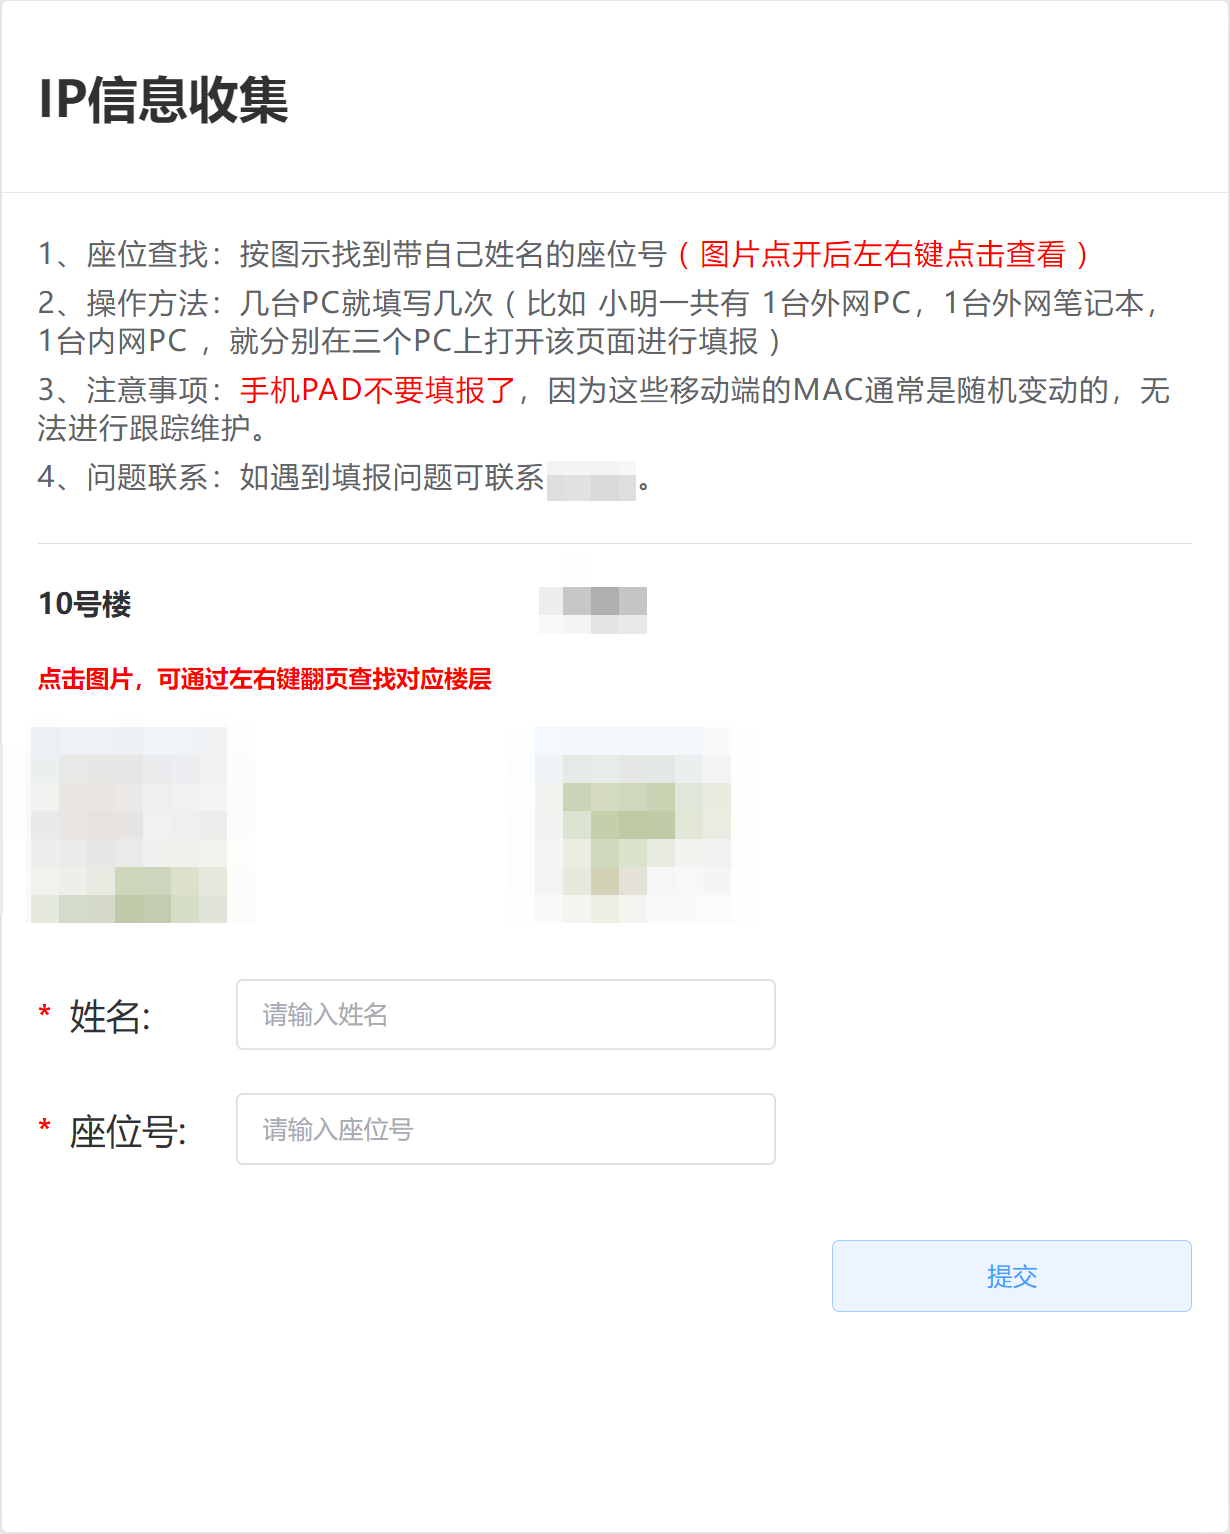 IP信息收集
1、座位查找：按图示找到带自己姓名的座位号（图片点开后左右键点击查看）
2、操作方法：几台PC就填写几次（比如 小明一共有 1台外网PC，1台外网笔记本，
1台内网PC ，就分别在三个PC上打开该页面进行填报）
3、注意事项：手机PAD不要填报了，因为这些移动端的MAC通常是随机变动的，无
法进行跟踪维护。
4、问题联系：如遇到填报问题可联系。
10号楼
点击图片，可通过左右键翻页查找对应楼层
* 姓名: 请输入姓名
* 座位号: 请输入座位号
提交